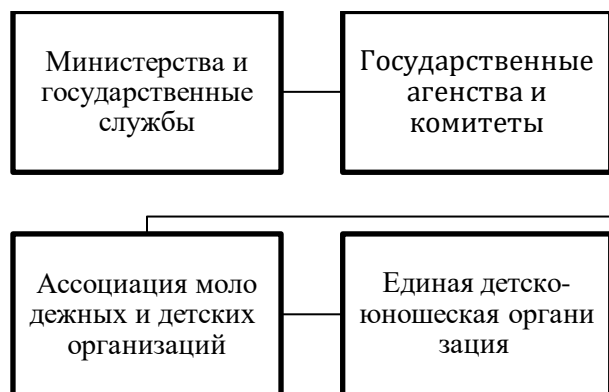 Министерства и
государственные
службы
Государственные
агенства и
комитеты
Ассоциация моло
дежных и детских
организаций
Единая детско-
юношеская органи
зация